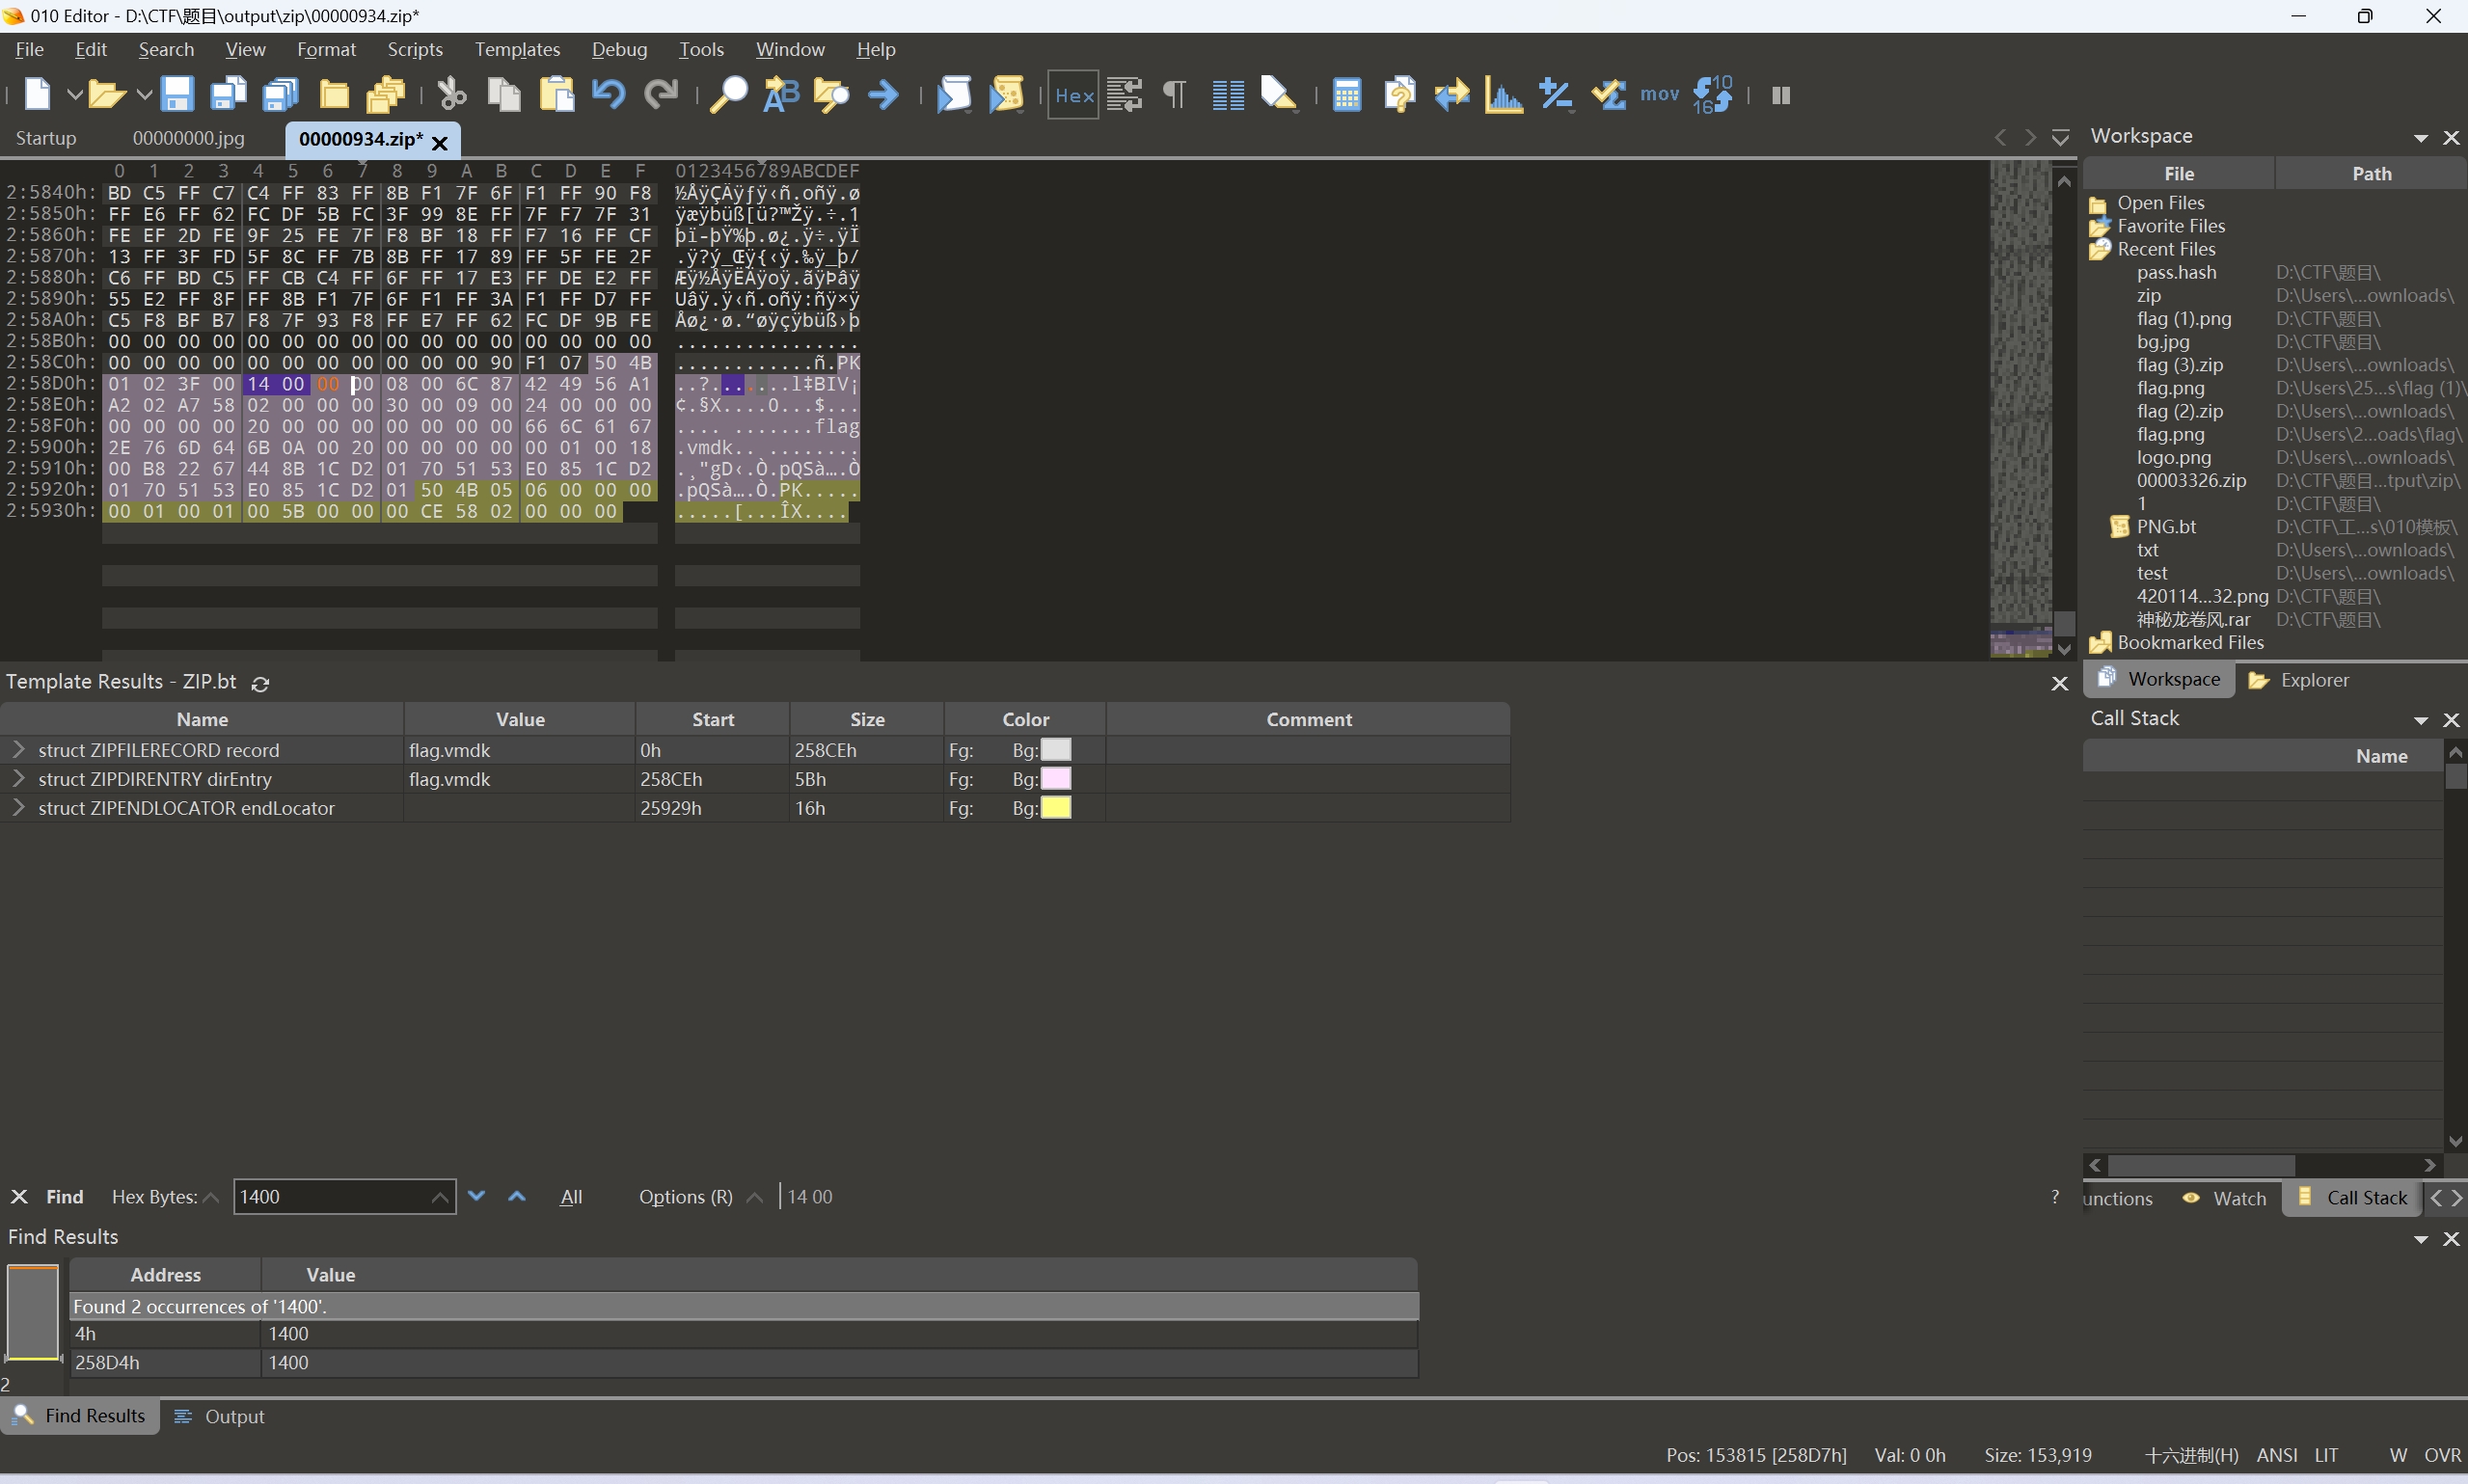 010 Editor - D:\CTF\题目\output\zip\00000934.zip*
File Edit Search View Format Scripts Templates Debug Tools Window Help
Hex mov 10 16
Startup 00000000.jpg 00000934.zip*
0 1 2 3 4 5 6 7 8 9 A B C D E F 0123456789ABCDEF
2:5840h: BD C5 FF C7 C4 FF 83 FF 8B F1 7F 6F F1 FF 90 F8 ½ÅÿÇÄÿƒÿ‹ñ.oñÿ.ø
2:5850h: FF E6 FF 62 FC DF 5B FC 3F 99 8E FF 7F F7 7F 31 ÿæÿbüß[ü?™Žÿ.÷.1
2:5860h: FE EF 2D FE 9F 25 FE 7F F8 BF 18 FF F7 16 FF CF þï-þŸ%þ.ø¿.ÿ÷.ÿÏ
2:5870h: 13 FF 3F FD 5F 8C FF 7B 8B FF 17 89 FF 5F FE 2F .ÿ?ý_Œÿ{‹ÿ.‰ÿ_þ/
2:5880h: C6 FF BD C5 FF CB C4 FF 6F FF 17 E3 FF DE E2 FF Æÿ½ÅÿËÄÿoÿ.ãÿÞâÿ
2:5890h: 55 E2 FF 8F FF 8B F1 7F 6F F1 FF 3A F1 FF D7 FF Uâÿ.ÿ‹ñ.oñÿ:ñÿ×ÿ
2:58A0h: C5 F8 BF B7 F8 7F 93 F8 FF E7 FF 62 FC DF 9B FE Åø¿·ø.“øÿçÿbüß›þ
2:58B0h: 00 00 00 00 00 00 00 00 00 00 00 00 00 00 00 00 ................
2:58C0h: 00 00 00 00 00 00 00 00 00 00 00 90 F1 07 50 4B ............ñ.PK
2:58D0h: 01 02 3F 00 14 00 00 00 08 00 6C 87 42 49 56 A1 ..?.......l‡BIV¡
2:58E0h: A2 02 A7 58 02 00 00 00 30 00 09 00 24 00 00 00 ¢.§X....0...$...
2:58F0h: 00 00 00 00 20 00 00 00 00 00 00 00 66 6C 61 67 .... .......flag
2:5900h: 2E 76 6D 64 6B 0A 00 20 00 00 00 00 00 01 00 18 .vmdk.. ........
2:5910h: 00 B8 22 67 44 8B 1C D2 01 70 51 53 E0 85 1C D2 .¸"gD‹.Ò.pQSà….Ò
2:5920h: 01 70 51 53 E0 85 1C D2 01 50 4B 05 06 00 00 00 .pQSà….Ò.PK.....
2:5930h: 00 01 00 01 00 5B 00 00 00 CE 58 02 00 00 00 .....[...ÎX....
Workspace
File Path
Open Files
Favorite Files
Recent Files
pass.hash D:\CTF\题目\
zip D:\Users\...ownloads\
flag (1).png D:\CTF\题目\
bg.jpg D:\CTF\题目\
flag (3).zip D:\Users\...ownloads\
flag.png D:\Users\25...s\flag (1)\
flag (2).zip D:\Users\...ownloads\
flag.png D:\Users\2...oads\flag\
logo.png D:\Users\...ownloads\
00003326.zip D:\CTF\题目...tput\zip\
1 D:\CTF\题目\
PNG.bt D:\CTF\工...s\010模板\
txt D:\Users\...ownloads\
test D:\Users\...ownloads\
420114...32.png D:\CTF\题目\
神秘龙卷风.rar D:\CTF\题目\
Bookmarked Files
Workspace Explorer
Template Results - ZIP.bt
Name Value Start Size Color Comment
struct ZIPFILERECORD record flag.vmdk 0h 258CEh Fg: Bg:
struct ZIPDIRENTRY dirEntry flag.vmdk 258CEh 5Bh Fg: Bg:
struct ZIPENDLOCATOR endLocator 25929h 16h Fg: Bg:
Call Stack
Name
unctions Watch Call Stack
Find Hex Bytes: 1400 All Options (R) 14 00 ?
Find Results
Address Value
Found 2 occurrences of '1400'.
4h 1400
258D4h 1400
2
Find Results Output
Pos: 153815 [258D7h] Val: 0 0h Size: 153,919 十六进制(H) ANSI LIT W OVR